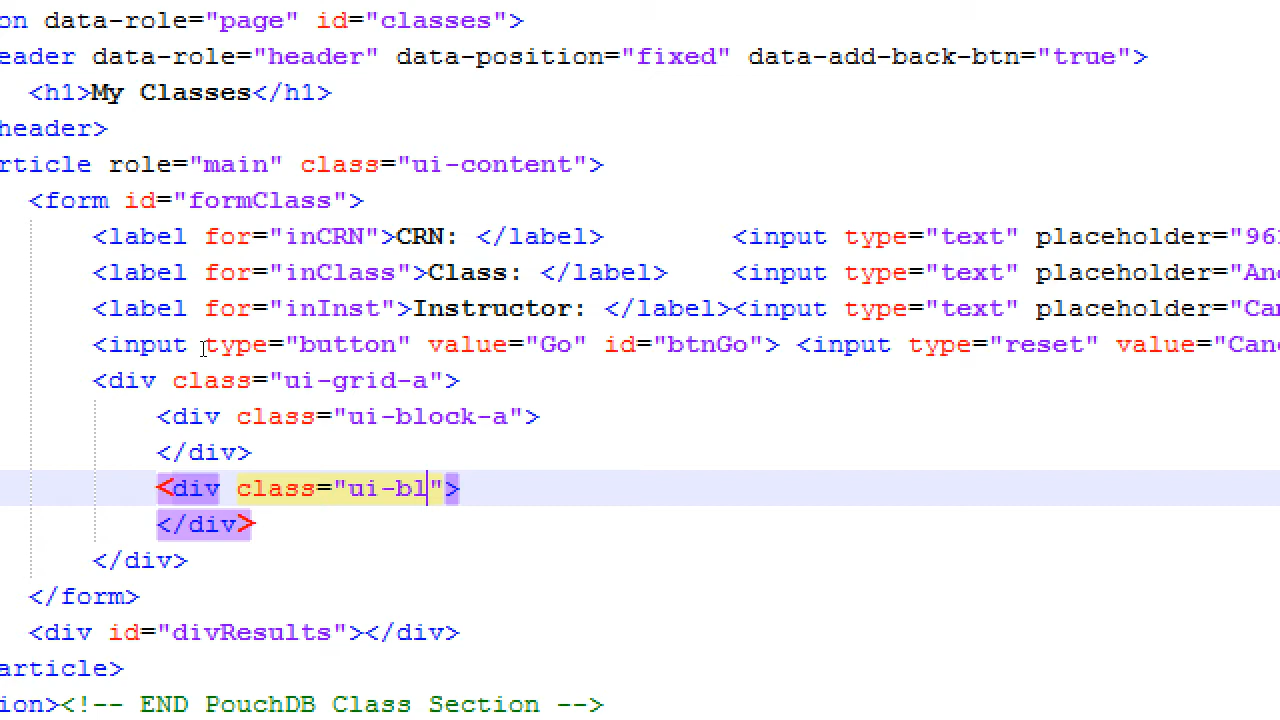 on data-role="page" id="classes">
eader data-role="header" data-position="fixed" data-add-back-btn="true">
<h1>My Classes</h1>
header>
rticle role="main" class="ui-content">
<form id="formClass">
<label for="inCRN">CRN: </label> <input type="text" placeholder="96
<label for="inClass">Class: </label> <input type="text" placeholder="An
<label for="inInst">Instructor: </label><input type="text" placeholder="Ca
<input type="button" value="Go" id="btnGo"> <input type="reset" value="Canc
<div class="ui-grid-a">
<div class="ui-block-a">
</div>
<div class="ui-bl">
</div>
</div>
</form>
<div id="divResults"></div>
article>
ion><!-- END PouchDB Class Section -->